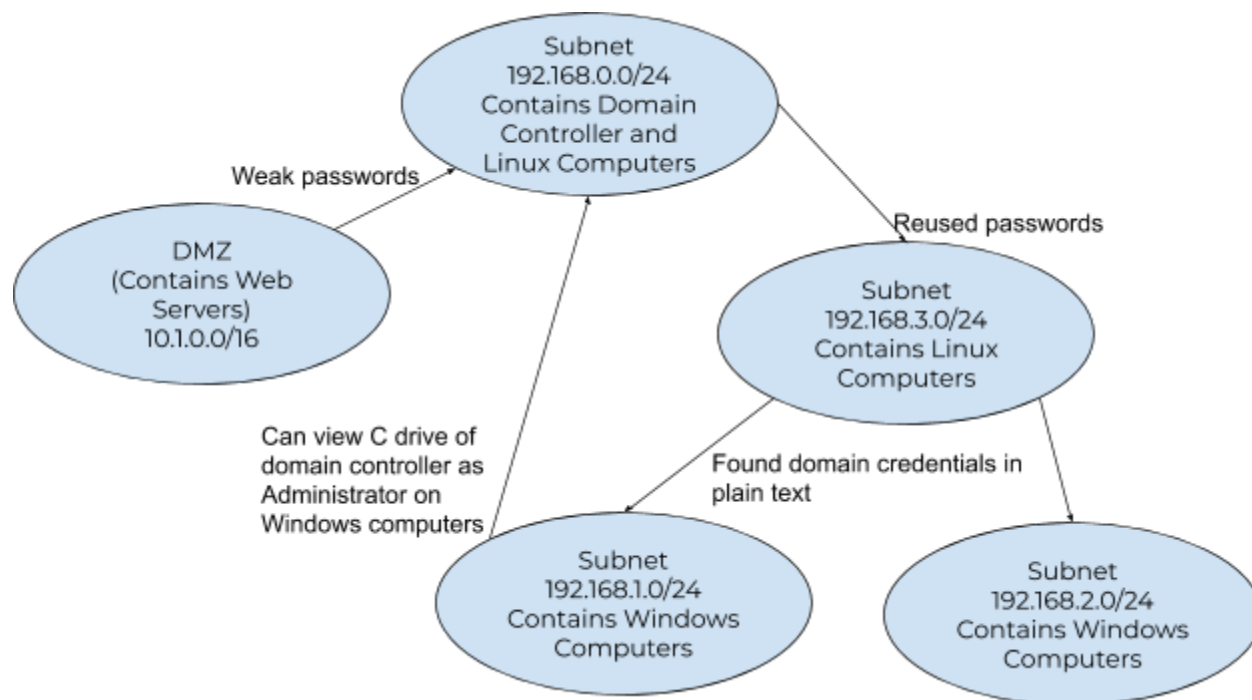 Subnet
192.168.0.0/24
Contains Domain
Controller and
Linux Computers
Weak passwords
DMZ
(Contains Web
Servers)
10.1.0.0/16
Reused passwords
Subnet
192.168.3.0/24
Contains Linux
Computers
Can view C drive of
domain controller as
Administrator on
Windows computers
Found domain credentials in
plain text
Subnet
192.168.1.0/24
Contains Windows
Computers
Subnet
192.168.2.0/24
Contains Windows
Computers